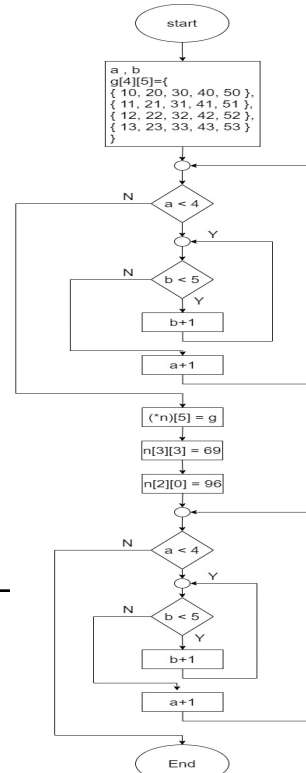 start
a , b
g[4][5]={
{ 10, 20, 30, 40, 50 },
{ 11, 21, 31, 41, 51 },
{ 12, 22, 32, 42, 52 },
{ 13, 23, 33, 43, 53 }
}
N
a < 4
Y
N
b < 5
Y
b+1
a+1
(*n)[5] = g
n[3][3] = 69
n[2][0] = 96
N
a < 4
Y
N
b < 5
Y
b+1
a+1
End